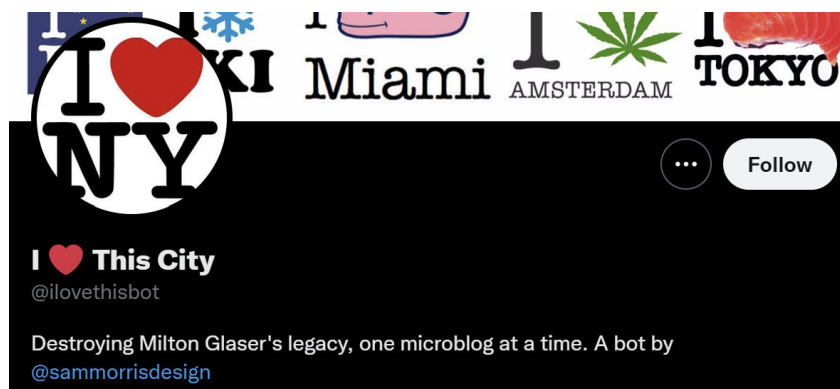 I
KI
I
Miami
I
AMSTERDAM
I
TOKYO
I
NY
Follow
I ❤️ This City
@ilovethisbot
Destroying Milton Glaser's legacy, one microblog at a time. A bot by
@sammorrisdesign